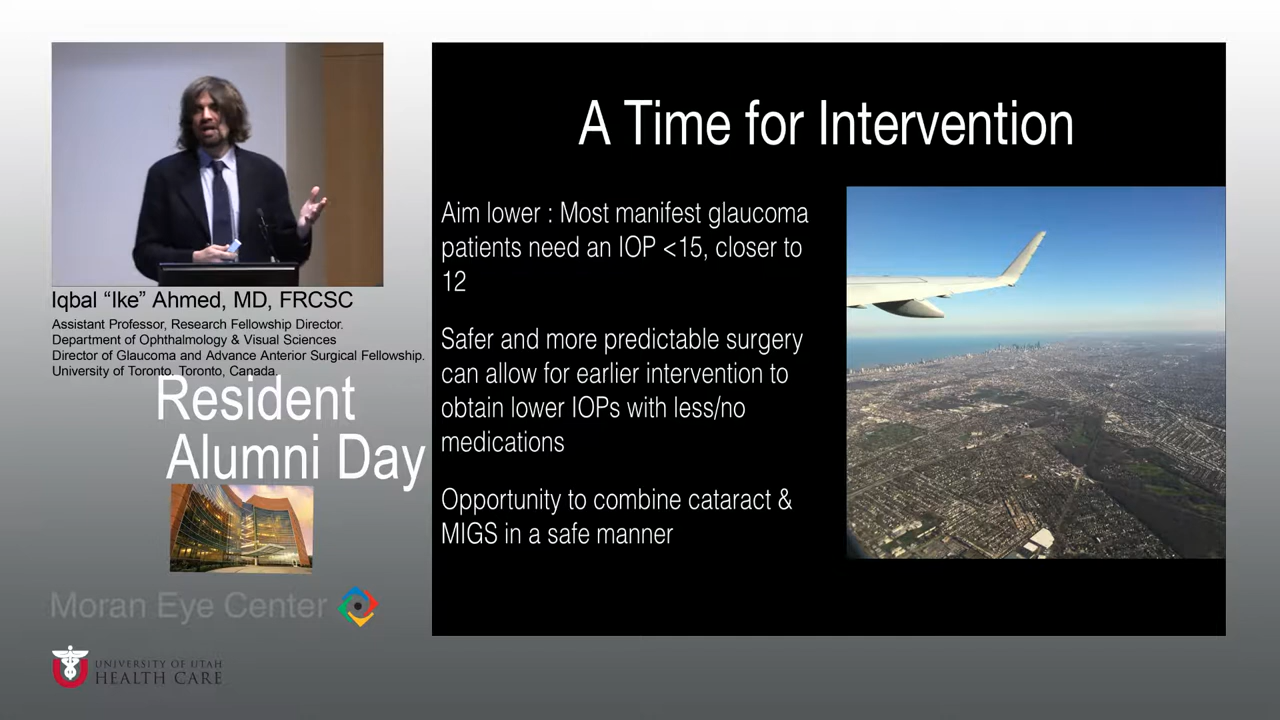 Iqbal “Ike” Ahmed, MD, FRCSC
Assistant Professor, Research Fellowship Director.
Department of Ophthalmology & Visual Sciences
Director of Glaucoma and Advance Anterior Surgical Fellowship.
University of Toronto. Toronto, Canada.
Resident
Alumni Day
Moran Eye Center
UNIVERSITY OF UTAH
HEALTH CARE
A Time for Intervention
Aim lower : Most manifest glaucoma
patients need an IOP <15, closer to
12
Safer and more predictable surgery
can allow for earlier intervention to
obtain lower IOPs with less/no
medications
Opportunity to combine cataract &
MIGS in a safe manner